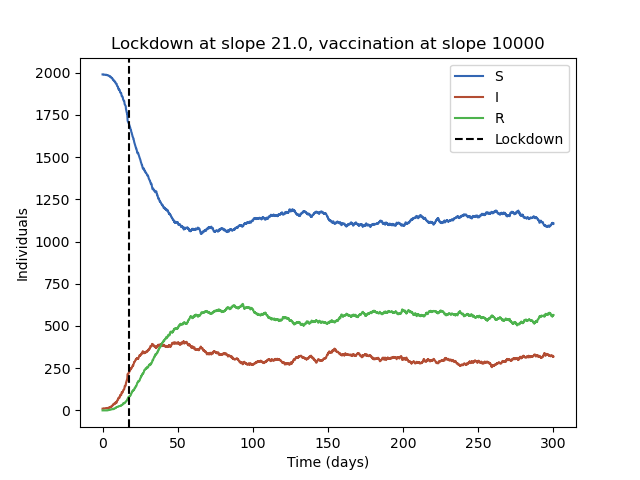 Lockdown at slope 21.0, vaccination at slope 10000
S
I
R
Lockdown
Individuals
2000
1750
1500
1250
1000
750
500
250
0
0 50 100 150 200 250 300
Time (days)